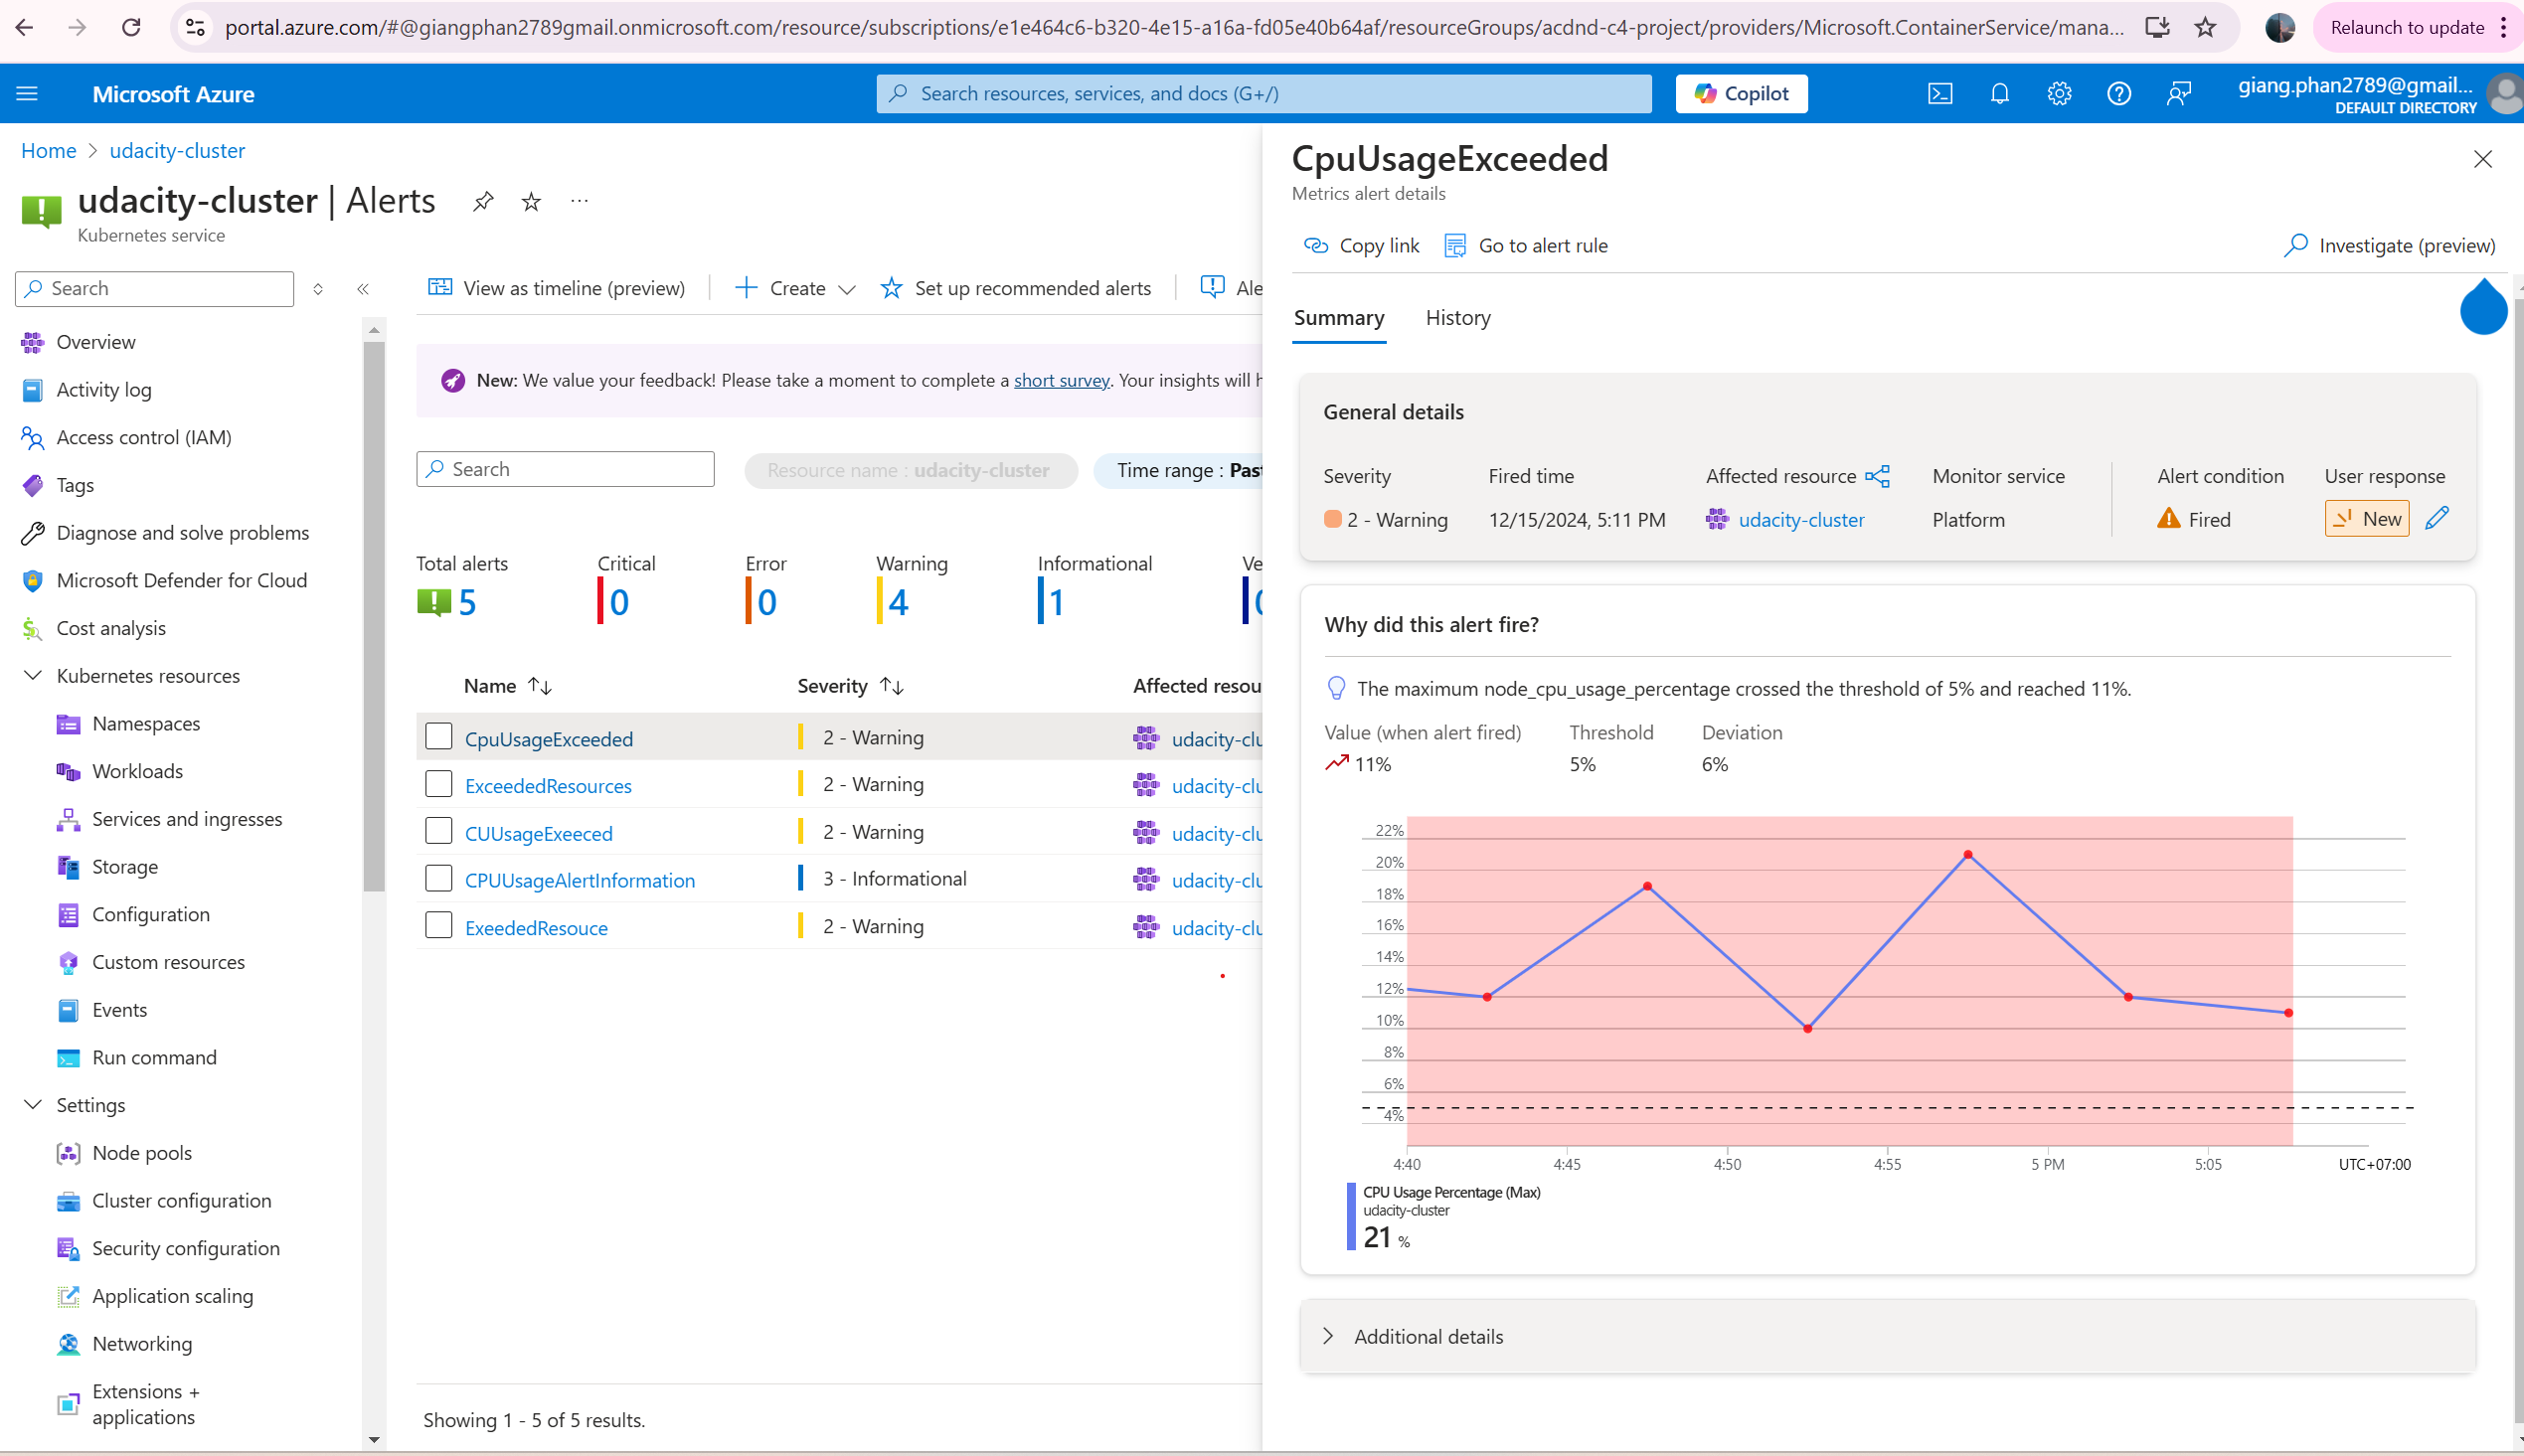 portal.azure.com/#@giangphan2789gmail.onmicrosoft.com/resource/subscriptions/e1e464c6-b320-4e15-a16a-fd05e40b64af/resourceGroups/acdnd-c4-project/providers/Microsoft.ContainerService/mana...
Relaunch to update
Microsoft Azure
Search resources, services, and docs (G+/)
Copilot
giang.phan2789@gmail...
DEFAULT DIRECTORY
Home > udacity-cluster
udacity-cluster | Alerts
Kubernetes service
Search
Overview
Activity log
Access control (IAM)
Tags
Diagnose and solve problems
Microsoft Defender for Cloud
Cost analysis
Kubernetes resources
Namespaces
Workloads
Services and ingresses
Storage
Configuration
Custom resources
Events
Run command
Settings
Node pools
Cluster configuration
Security configuration
Application scaling
Networking
Extensions +
applications
View as timeline (preview)
Create
Set up recommended alerts
Ale
New: We value your feedback! Please take a moment to complete a short survey. Your insights will h
Search
Resource name : udacity-cluster
Time range : Past
Total alerts
5
Critical
0
Error
0
Warning
4
Informational
1
Ve
0
Name Severity Affected resou
CpuUsageExceeded 2 - Warning udacity-clu
ExceededResources 2 - Warning udacity-clu
CUUsageExeeced 2 - Warning udacity-clu
CPUUsageAlertInformation 3 - Informational udacity-clu
ExeededResouce 2 - Warning udacity-clu
Showing 1 - 5 of 5 results.
CpuUsageExceeded
Metrics alert details
Copy link
Go to alert rule
Investigate (preview)
Summary
History
General details
Severity
2 - Warning
Fired time
12/15/2024, 5:11 PM
Affected resource
udacity-cluster
Monitor service
Platform
Alert condition
Fired
User response
New
Why did this alert fire?
The maximum node_cpu_usage_percentage crossed the threshold of 5% and reached 11%.
Value (when alert fired)
11%
Threshold
5%
Deviation
6%
22%
20%
18%
16%
14%
12%
10%
8%
6%
4%
4:40 4:45 4:50 4:55 5 PM 5:05 UTC+07:00
CPU Usage Percentage (Max)
udacity-cluster
21 %
Additional details